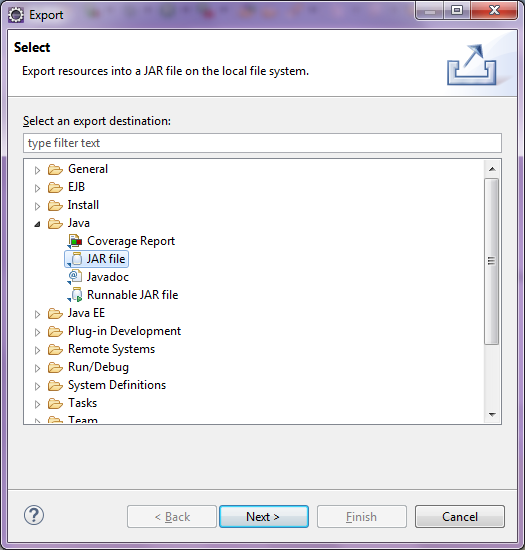 Export
Select
Export resources into a JAR file on the local file system.
Select an export destination:
type filter text
General
EJB
Install
Java
Coverage Report
JAR file
Javadoc
Runnable JAR file
Java EE
Plug-in Development
Remote Systems
Run/Debug
System Definitions
Tasks
Team
? < Back Next > Finish Cancel